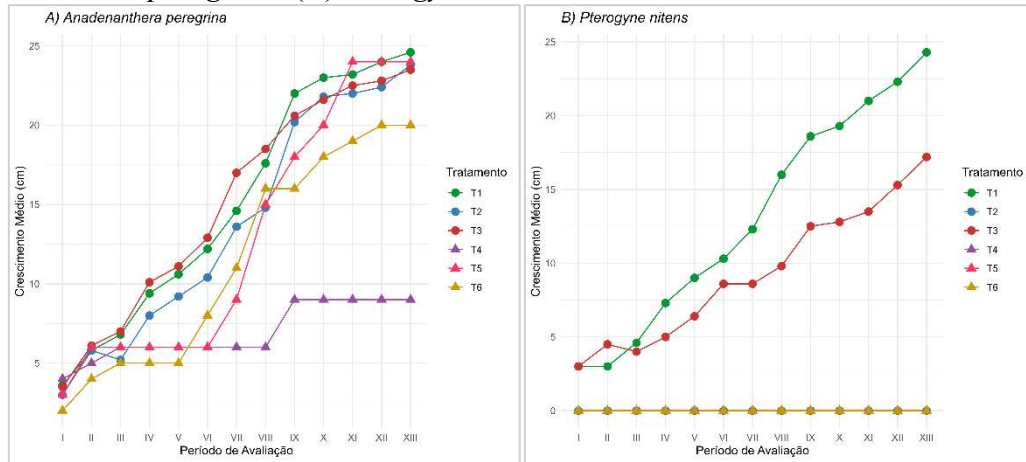 A) Anadenanthera peregrina
25
20
15
10
5
Crescimento Médio (cm)
I II III IV V VI VII VIII IX X XI XII XIII
Período de Avaliação
Tratamento
T1
T2
T3
T4
T5
T6
B) Pterogyne nitens
25
20
15
10
5
0
Crescimento Médio (cm)
I II III IV V VI VII VIII IX X XI XII XIII
Período de Avaliação
Tratamento
T1
T2
T3
T4
T5
T6